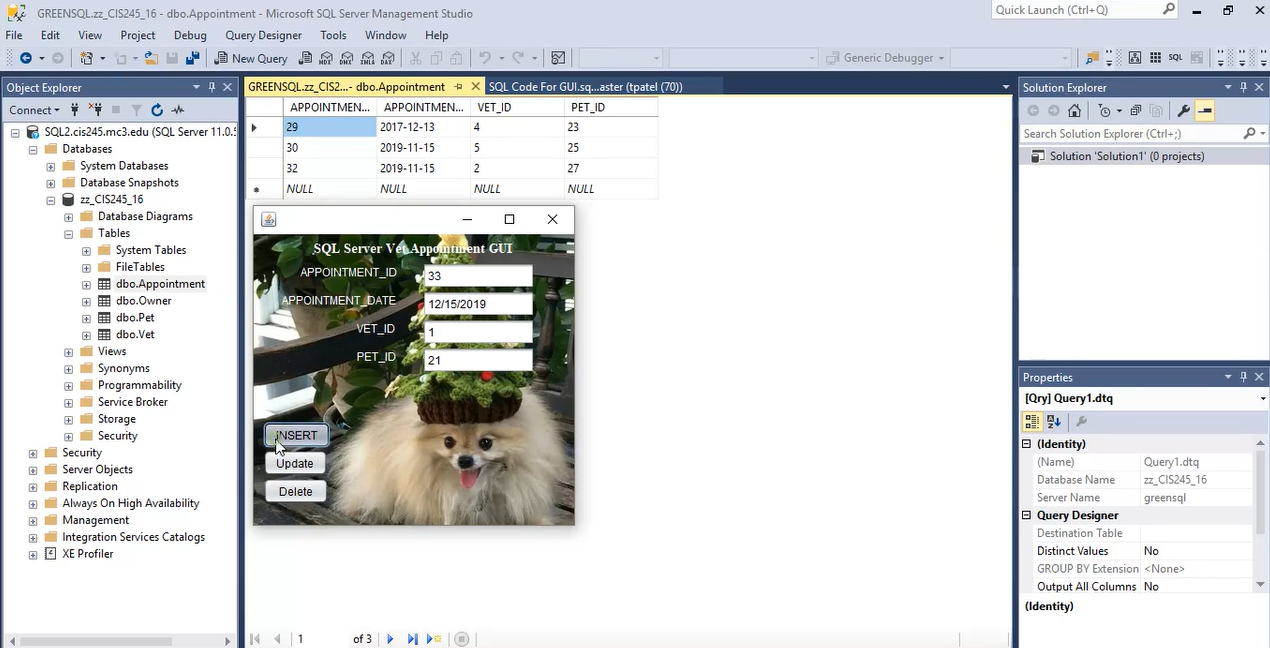 GREENSQL.zz_CIS245_16 - dbo.Appointment - Microsoft SQL Server Management Studio
Quick Launch (Ctrl+Q)
File Edit View Project Debug Query Designer Tools Window Help
New Query
MDX DMX XMLA DAX
Generic Debugger
SQL
Object Explorer
GREENSQL.zz_CIS2...- dbo.Appointment
SQL Code For GUI.sq...aster (tpatel (70))
Solution Explorer
Connect
Search Solution Explorer (Ctrl+;)
Solution 'Solution1' (0 projects)
SQL2.cis245.mc3.edu (SQL Server 11.0.5
Databases
System Databases
Database Snapshots
zz_CIS245_16
Database Diagrams
Tables
System Tables
FileTables
dbo.Appointment
dbo.Owner
dbo.Pet
dbo.Vet
Views
Synonyms
Programmability
Service Broker
Storage
Security
Security
Server Objects
Replication
Always On High Availability
Management
Integration Services Catalogs
XE Profiler
APPOINTMEN... APPOINTMEN... VET_ID PET_ID
29 2017-12-13 4 23
30 2019-11-15 5 25
32 2019-11-15 2 27
NULL NULL NULL NULL
SQL Server Vet Appointment GUI
APPOINTMENT_ID 33
APPOINTMENT_DATE 12/15/2019
VET_ID 1
PET_ID 21
INSERT
Update
Delete
1 of 3
Properties
[Qry] Query1.dtq
(Identity)
(Name) Query1.dtq
Database Name zz_CIS245_16
Server Name greensql
Query Designer
Destination Table
Distinct Values No
GROUP BY Extension <None>
Output All Columns No
(Identity)